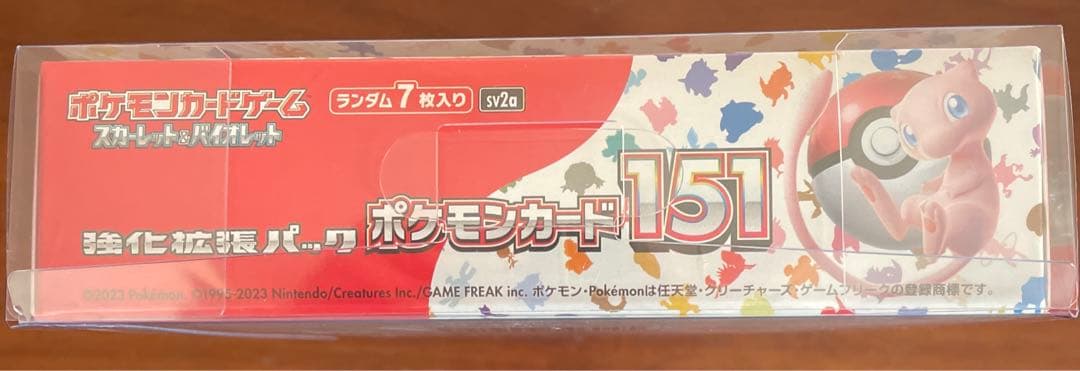 ポケモンカードゲーム
スカーレット&バイオレット
ランダム7枚入り
sv2a
強化拡張パック
ポケモンカード151
©2023 Pokémon. ©1995-2023 Nintendo/Creatures Inc./GAME FREAK inc. ポケモン・Pokémonは任天堂・クリーチャーズ・ゲームフリークの登録商標です。